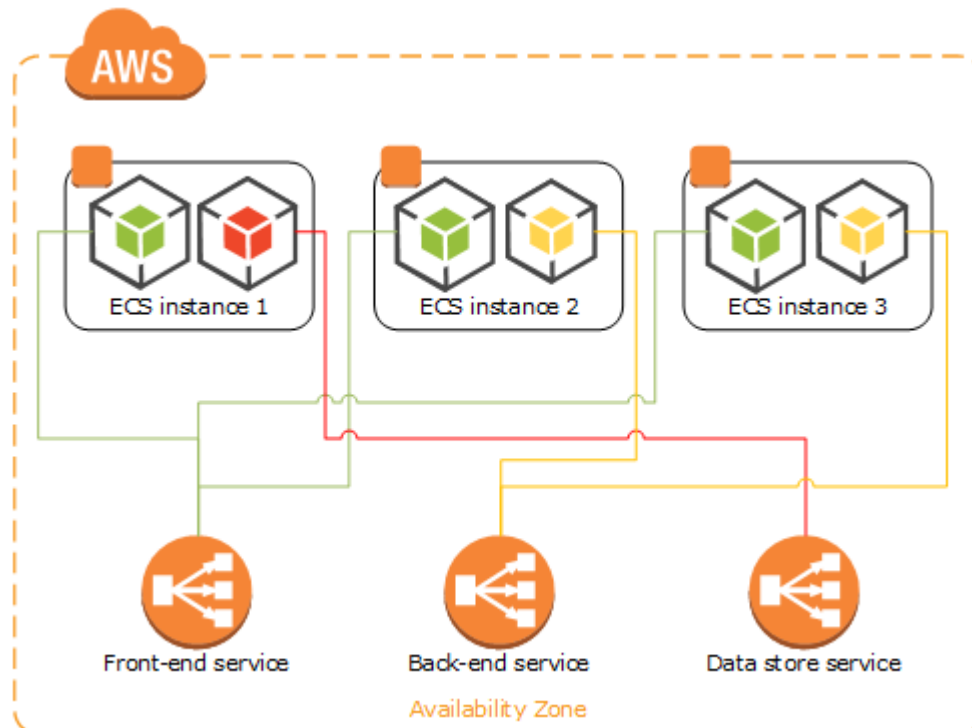 AWS
ECS instance 1
ECS instance 2
ECS instance 3
Front-end service
Back-end service
Data store service
Availability Zone